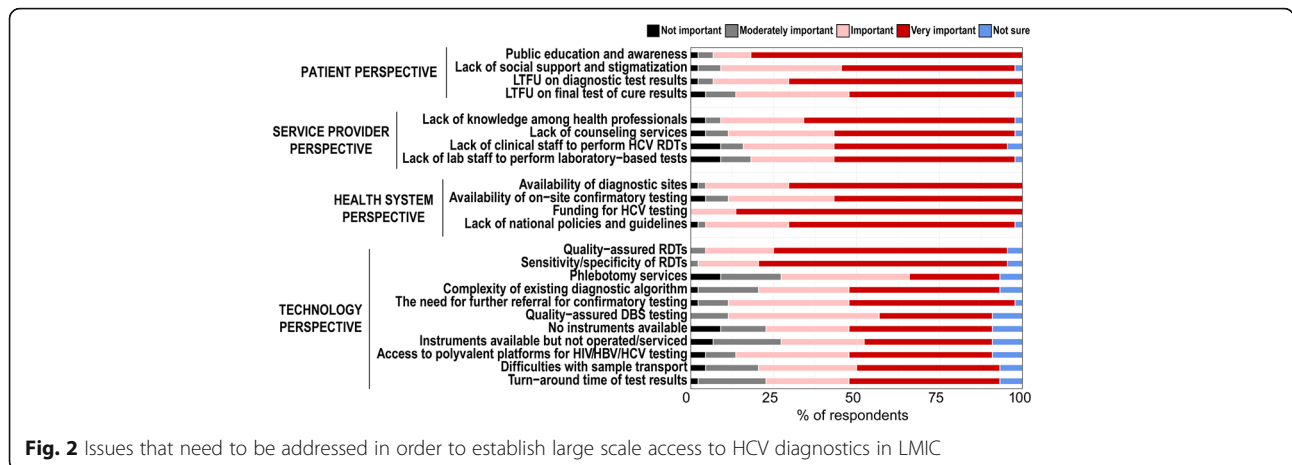 Not important Moderately important Important Very important Not sure
PATIENT PERSPECTIVE
Public education and awareness
Lack of social support and stigmatization
LTFU on diagnostic test results
LTFU on final test of cure results
SERVICE PROVIDER
PERSPECTIVE
Lack of knowledge among health professionals
Lack of counseling services
Lack of clinical staff to perform HCV RDTs
Lack of lab staff to perform laboratory−based tests
HEALTH SYSTEM
PERSPECTIVE
Availability of diagnostic sites
Availability of on−site confirmatory testing
Funding for HCV testing
Lack of national policies and guidelines
TECHNOLOGY
PERSPECTIVE
Quality−assured RDTs
Sensitivity/specificity of RDTs
Phlebotomy services
Complexity of existing diagnostic algorithm
The need for further referral for confirmatory testing
Quality−assured DBS testing
No instruments available
Instruments available but not operated/serviced
Access to polyvalent platforms for HIV/HBV/HCV testing
Difficulties with sample transport
Turn−around time of test results
0 25 50 75 100
% of respondents
Fig. 2 Issues that need to be addressed in order to establish large scale access to HCV diagnostics in LMIC